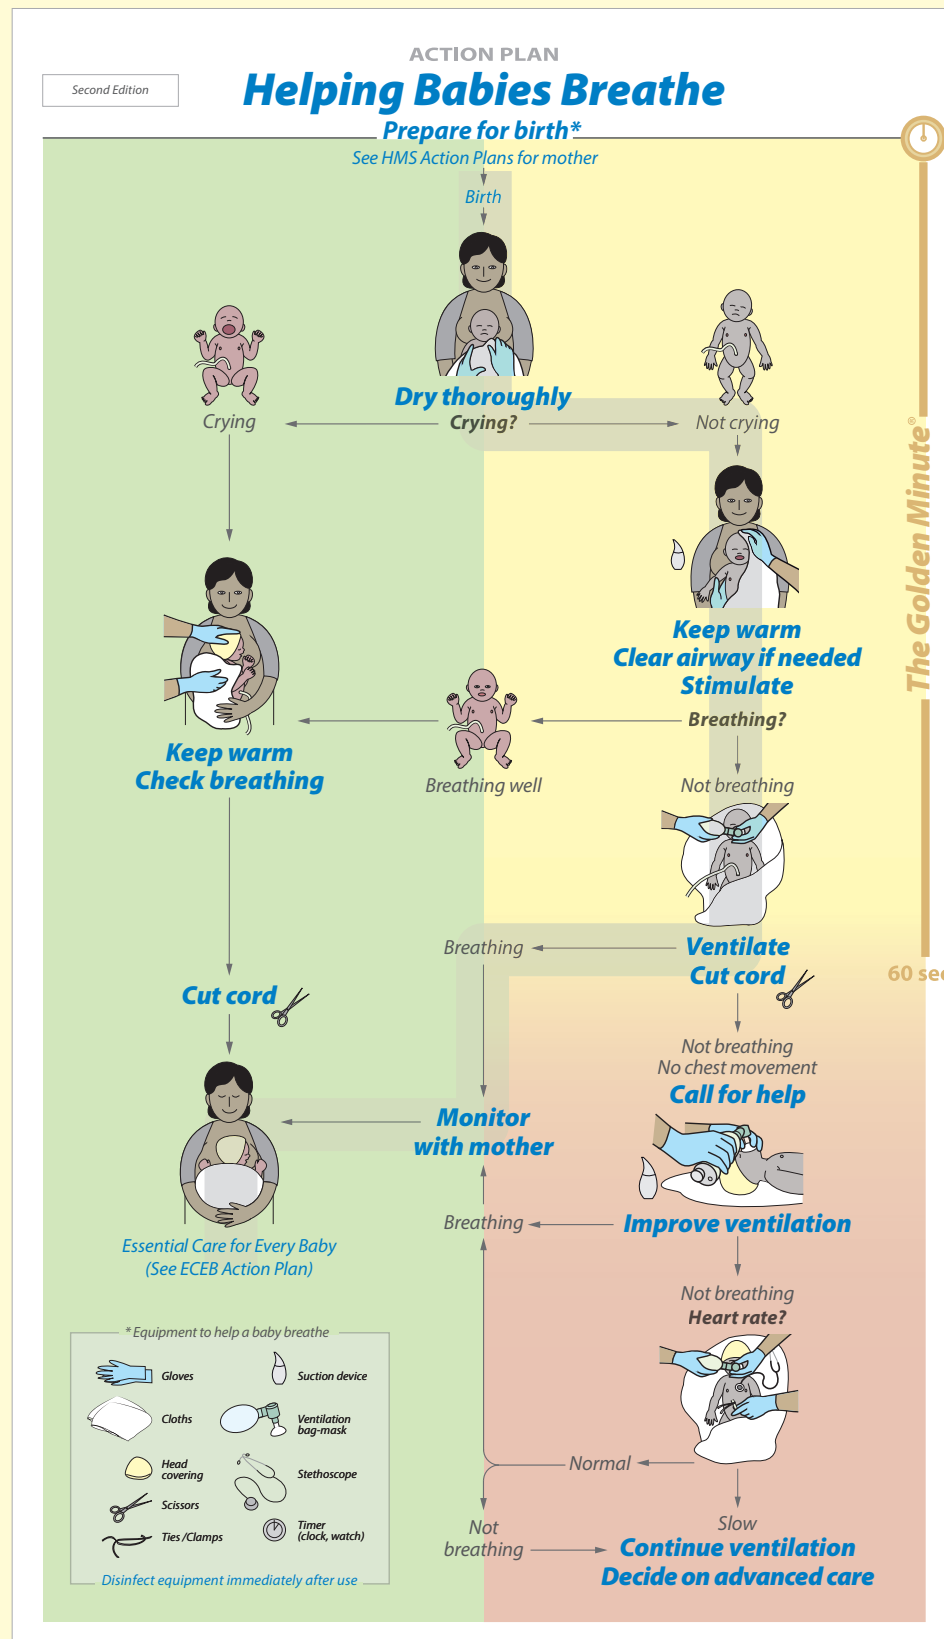 ACTION PLAN
Second Edition
Helping Babies Breathe
Prepare for birth*
See HMS Action Plans for mother
Birth
Dry thoroughly
Crying
Crying?
Not crying
The Golden Minute®
Keep warm
Clear airway if needed
Stimulate
Breathing?
Keep warm
Check breathing
Breathing well
Not breathing
Breathing
Ventilate
Cut cord
60 sec
Cut cord
Not breathing
No chest movement
Call for help
Monitor
with mother
Breathing
Improve ventilation
Essential Care for Every Baby
(See ECEB Action Plan)
Not breathing
Heart rate?
* Equipment to help a baby breathe
Gloves
Suction device
Cloths
Ventilation
bag-mask
Head
covering
Stethoscope
Scissors
Ties /Clamps
Timer
(clock, watch)
Disinfect equipment immediately after use
Normal
Not
breathing
Slow
Continue ventilation
Decide on advanced care